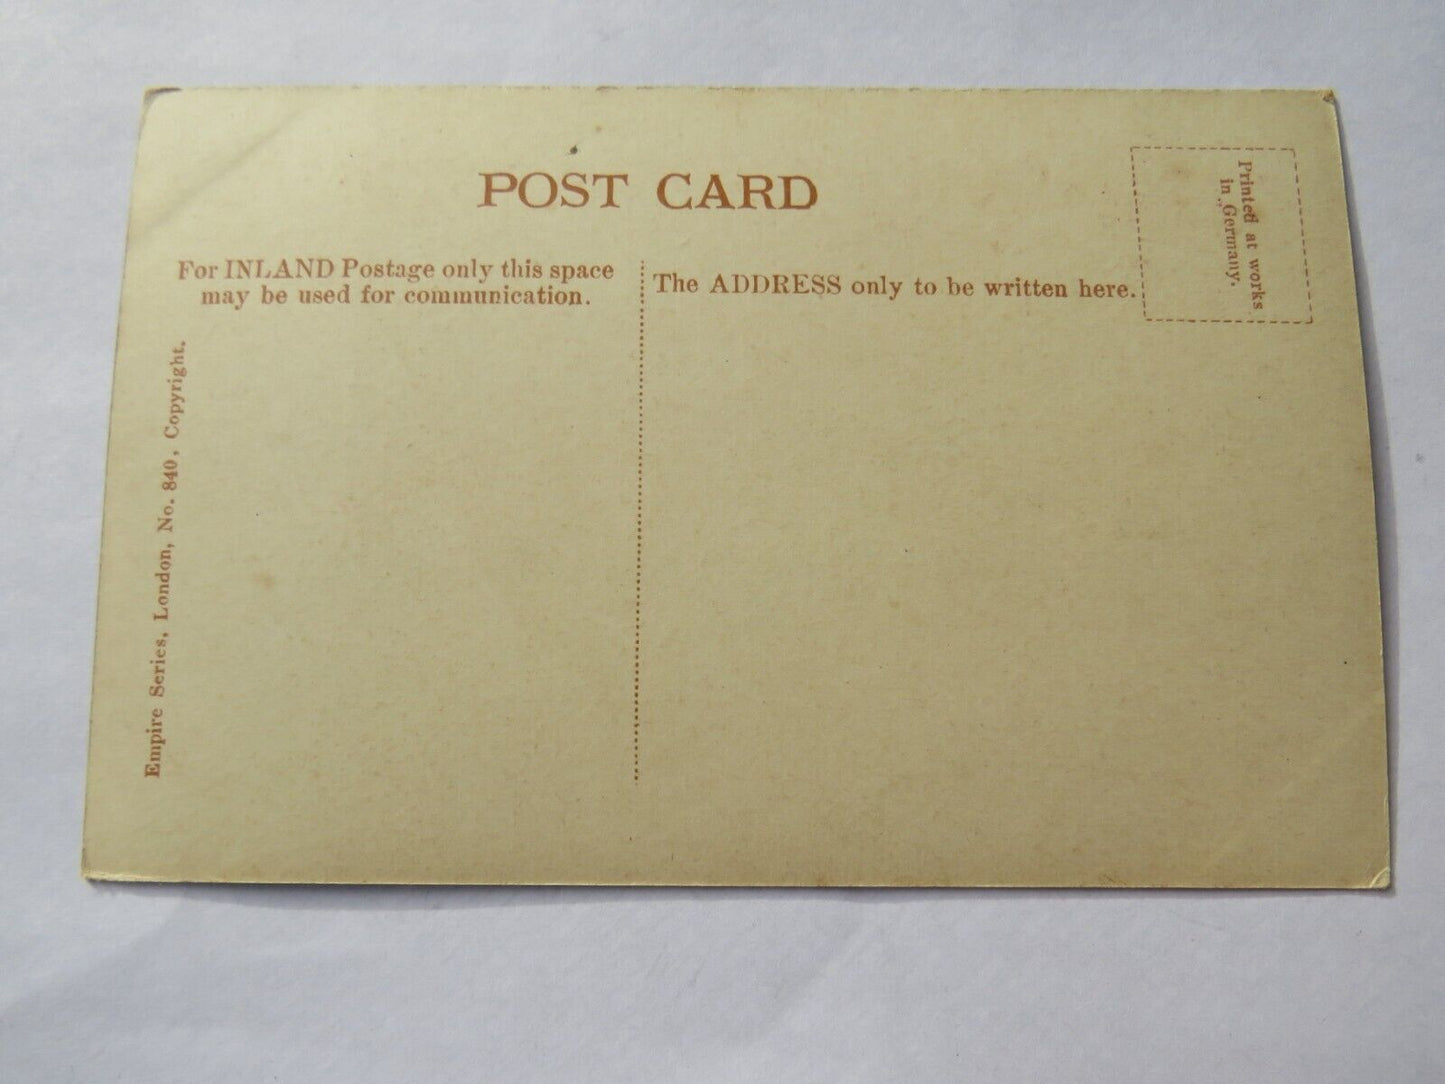 POST CARD
For INLAND Postage only this space
may be used for communication.
The ADDRESS only to be written here.
Printed at works
in Germany.
Empire Series, London, No. 840, Copyright.